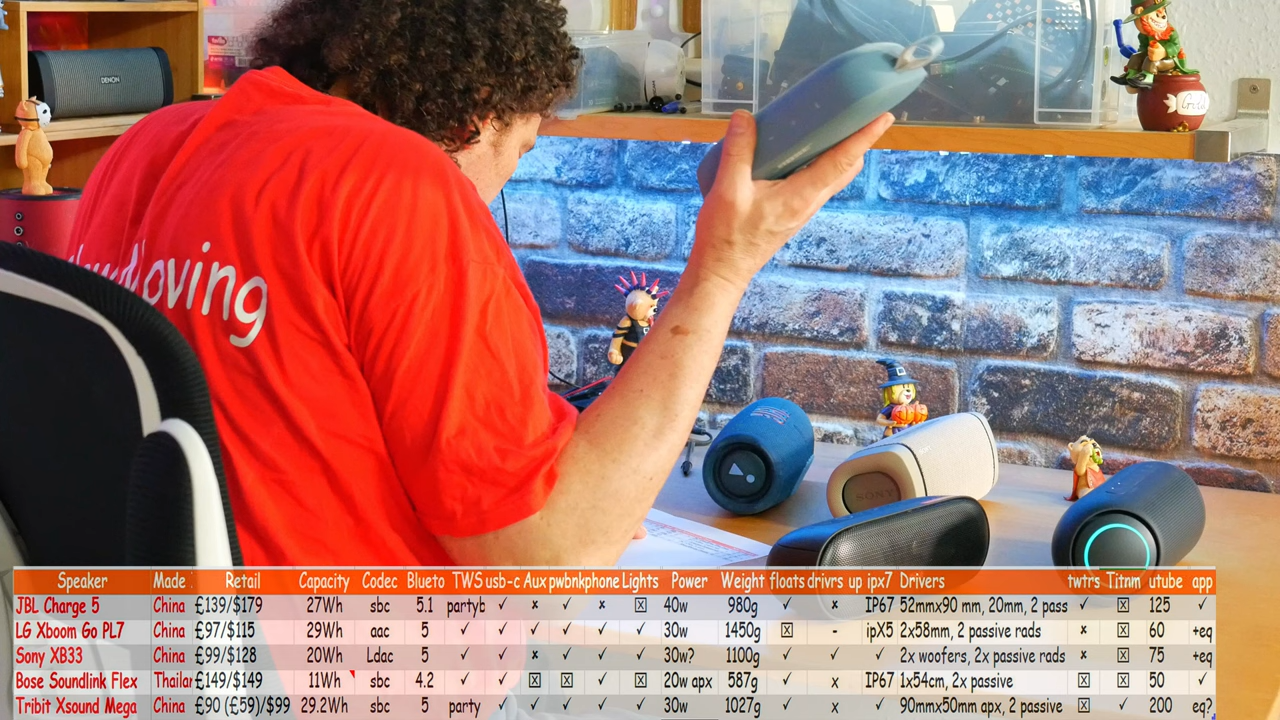 DENON
Loving
SONY
Speaker Made Retail Capacity Codec Blueto TWS usb-c Aux pwbnk phone Lights Power Weight floats drivrs up ipx7 Drivers twtrs Titnm utube app
JBL Charge 5 China £139/$179 27Wh sbc 5.1 partyb ✓ × ✓ × ☒ 40w 980g ✓ × IP67 52mmx90 mm, 20mm, 2 pass ✓ ☒ 125 ✓
LG Xboom Go PL7 China £97/$115 29Wh aac 5 ✓ ✓ ✓ ✓ ✓ ✓ 30w 1450g ☒ - ipX5 2x58mm, 2 passive rads × ☒ 60 +eq
Sony XB33 China £99/$128 20Wh Ldac 5 ✓ ✓ × ✓ ✓ ✓ 30w? 1100g ✓ ✓ ✓ 2x woofers, 2x passive rads × ☒ 75 +eq
Bose Soundlink Flex Thailar £149/$149 11Wh sbc 4.2 ✓ ✓ ☒ ☒ ✓ ☒ 20w apx 587g ✓ x IP67 1x54cm, 2x passive ☒ ☒ 50 ✓
Tribit Xsound Mega China £90 (£59)/$99 29.2Wh sbc 5 party ✓ ✓ ✓ ✓ ✓ 30w 1027g ✓ x ✓ 90mmx50mm apx, 2 passive ☒ ✓ 200 eq?